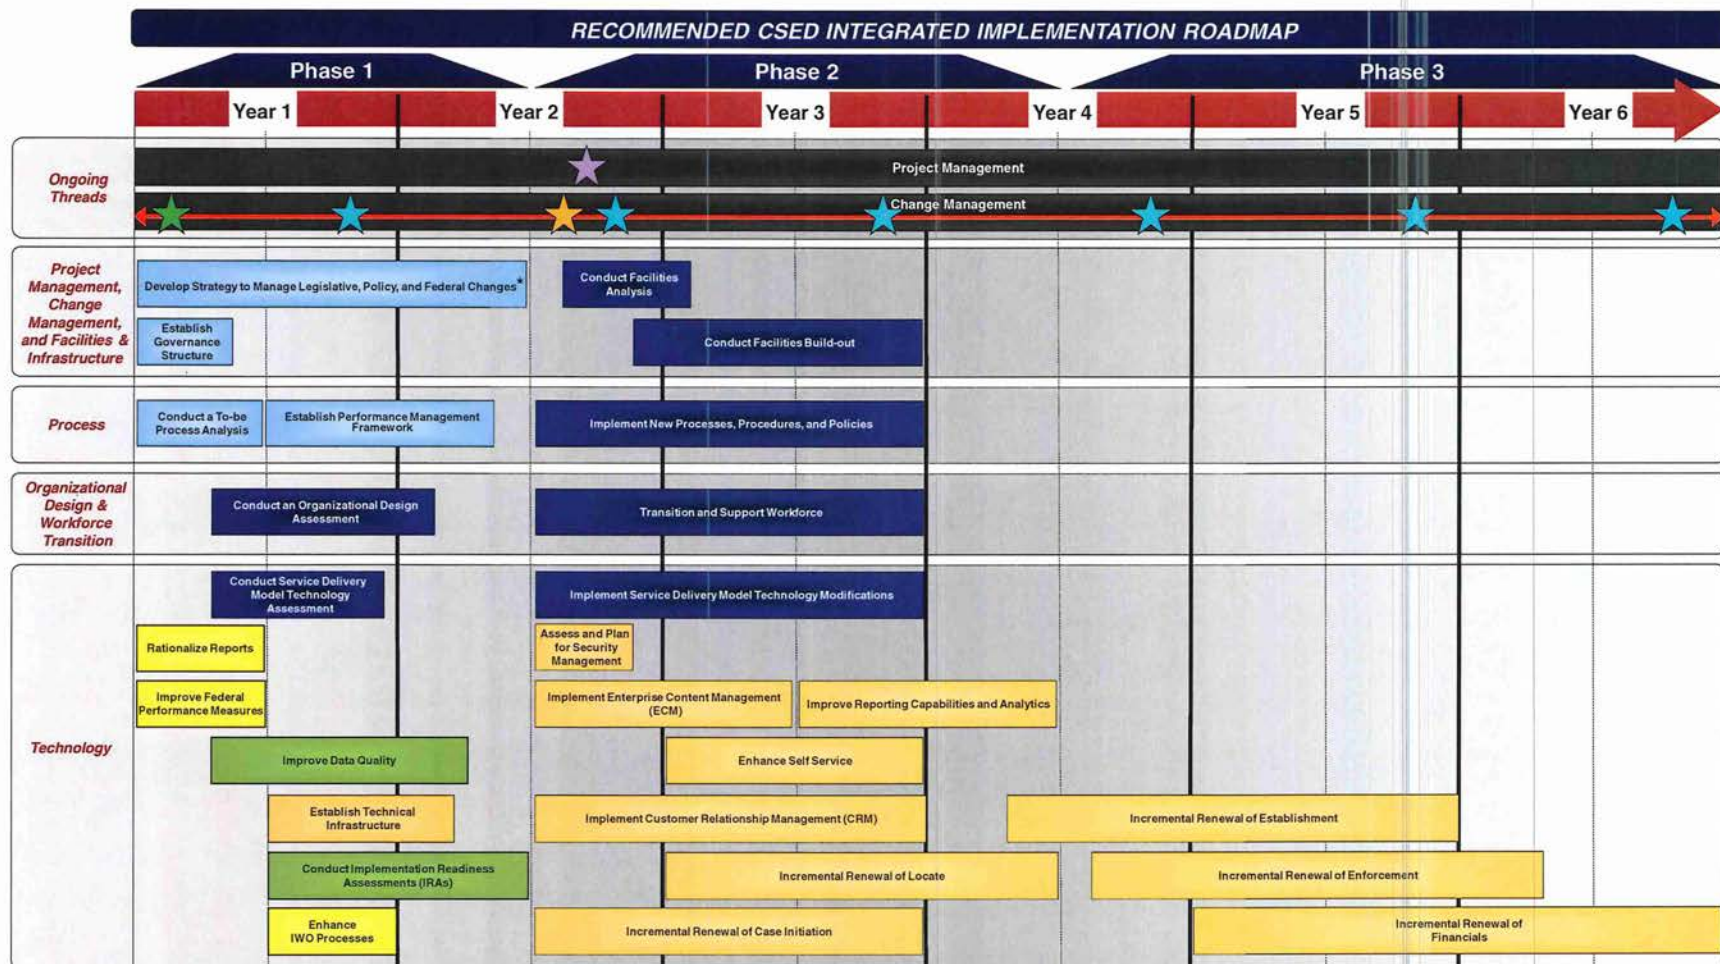 RECOMMENDED CSED INTEGRATED IMPLEMENTATION ROADMAP
Phase 1
Phase 2
Phase 3
Year 1
Year 2
Year 3
Year 4
Year 5
Year 6
Ongoing
Threads
Project Management
Change Management
Project
Management,
Change
Management,
and Facilities &
Infrastructure
Develop Strategy to Manage Legislative, Policy, and Federal Changes*
Conduct Facilities
Analysis
Establish
Governance
Structure
Conduct Facilities Build-out
Process
Conduct a To-be
Process Analysis
Establish Performance Management
Framework
Implement New Processes, Procedures, and Policies
Organizational
Design &
Workforce
Transition
Conduct an Organizational Design
Assessment
Transition and Support Workforce
Technology
Conduct Service Delivery
Model Technology
Assessment
Implement Service Delivery Model Technology Modifications
Rationalize Reports
Assess and Plan
for Security
Management
Improve Federal
Performance Measures
Implement Enterprise Content Management
(ECM)
Improve Reporting Capabilities and Analytics
Improve Data Quality
Enhance Self Service
Establish Technical
Infrastructure
Implement Customer Relationship Management (CRM)
Incremental Renewal of Establishment
Conduct Implementation Readiness
Assessments (IRAs)
Incremental Renewal of Locate
Incremental Renewal of Enforcement
Enhance
IWO Processes
Incremental Renewal of Case Initiation
Incremental Renewal of
Financials